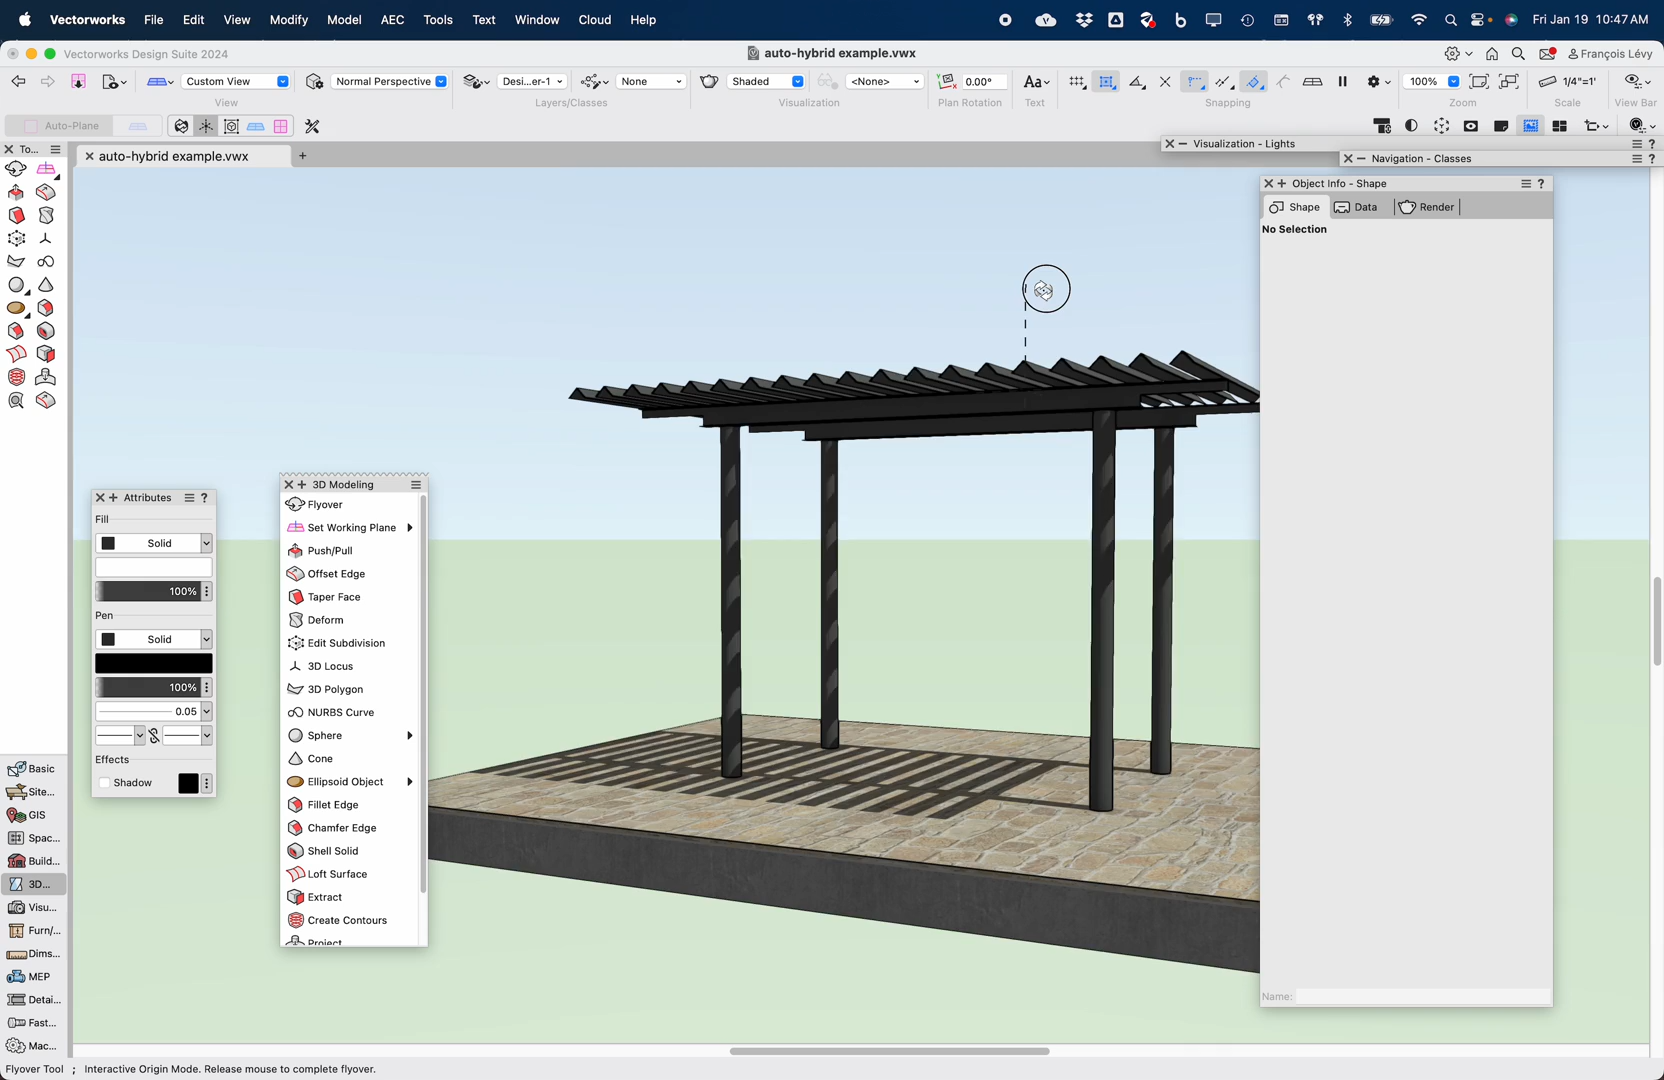 Vectorworks File Edit View Modify Model AEC Tools Text Window Cloud Help Fri Jan 19 10:47 AM
Vectorworks Design Suite 2024 auto-hybrid example.vwx François Lévy
Custom View Normal Perspective Desi...er-1 None Shaded <None> 0.00° Aa 100% 1/4"=1'
View Layers/Classes Visualization Plan Rotation Text Snapping Zoom Scale View Bar
Auto-Plane
To...
auto-hybrid example.vwx
Visualization - Lights
Navigation - Classes
Object Info - Shape
Shape Data Render
No Selection
Name:
Attributes
Fill
Solid
100%
Pen
Solid
100%
0.05
Effects
Shadow
3D Modeling
Flyover
Set Working Plane
Push/Pull
Offset Edge
Taper Face
Deform
Edit Subdivision
3D Locus
3D Polygon
NURBS Curve
Sphere
Cone
Ellipsoid Object
Fillet Edge
Chamfer Edge
Shell Solid
Loft Surface
Extract
Create Contours
Project
Basic
Site...
GIS
Spac...
Build...
3D...
Visu...
Furn/...
Dims...
MEP
Detai...
Fast...
Mac...
Flyover Tool ; Interactive Origin Mode. Release mouse to complete flyover.